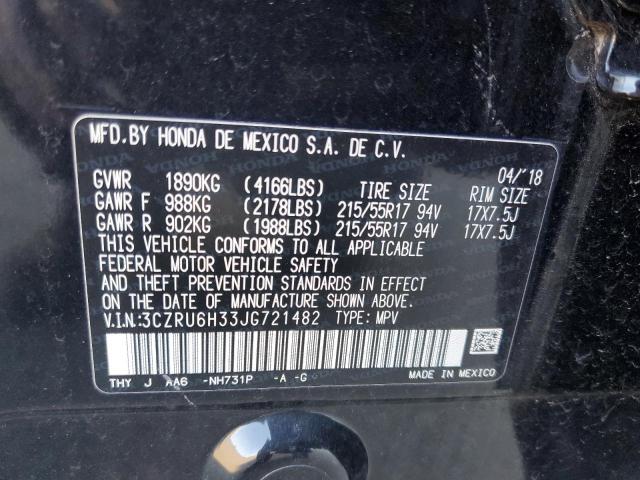 MFD.BY HONDA DE MEXICO S.A. DE C.V.
04/'18
GVWR 1890KG (4166LBS) TIRE SIZE RIM SIZE
GAWR F 988KG (2178LBS) 215/55R17 94V 17X7.5J
GAWR R 902KG (1988LBS) 215/55R17 94V 17X7.5J
THIS VEHICLE CONFORMS TO ALL APPLICABLE
FEDERAL MOTOR VEHICLE SAFETY
AND THEFT PREVENTION STANDARDS IN EFFECT
ON THE DATE OF MANUFACTURE SHOWN ABOVE.
V.I.N.:3CZRU6H33JG721482 TYPE: MPV
THY J AA6 -NH731P -A -G MADE IN MEXICO